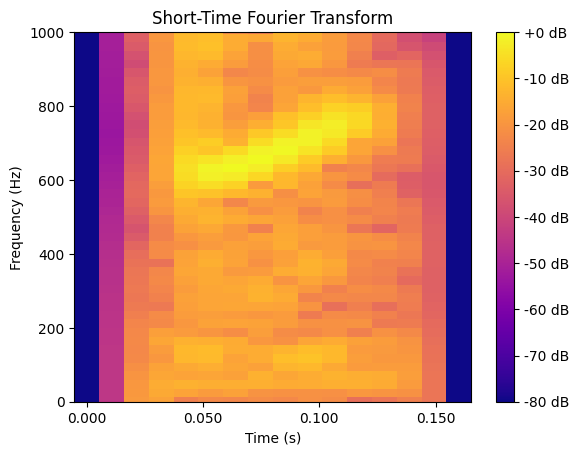 Short-Time Fourier Transform
Frequency (Hz)
1000
800
600
400
200
0
0.000
0.050
0.100
0.150
Time (s)
+0 dB
-10 dB
-20 dB
-30 dB
-40 dB
-50 dB
-60 dB
-70 dB
-80 dB